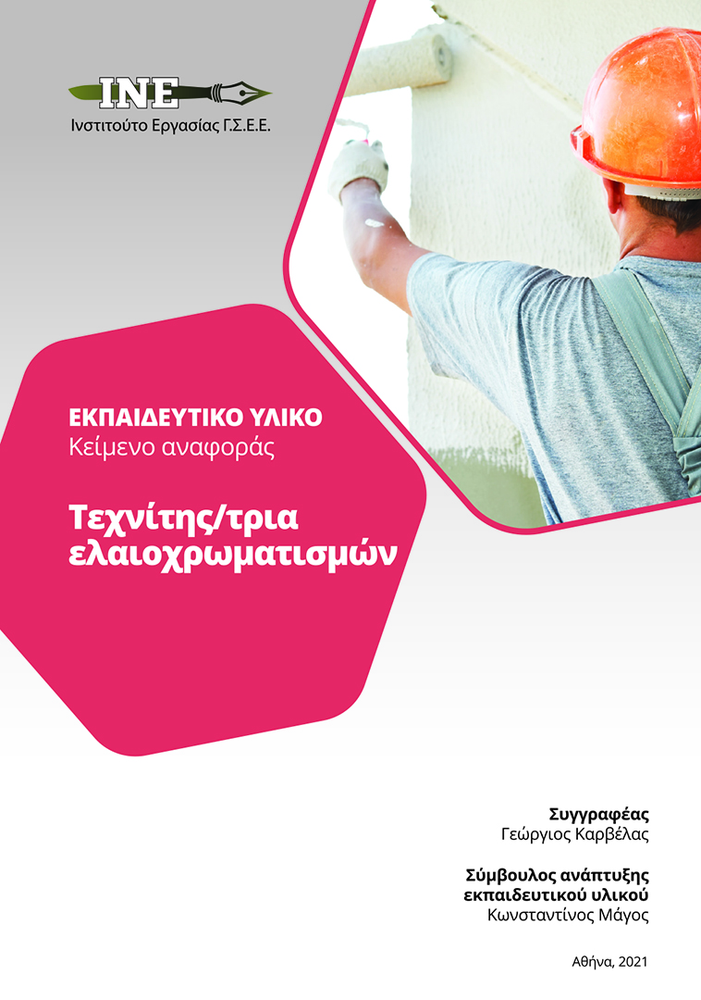 ΙΝΕ
Ινστιτούτο Εργασίας Γ.Σ.Ε.Ε.
ΕΚΠΑΙΔΕΥΤΙΚΟ ΥΛΙΚΟ
Κείμενο αναφοράς
Τεχνίτης/τρια
ελαιοχρωματισμών
Συγγραφέας
Γεώργιος Καρβέλας
Σύμβουλος ανάπτυξης
εκπαιδευτικού υλικού
Κωνσταντίνος Μάγος
Αθήνα, 2021